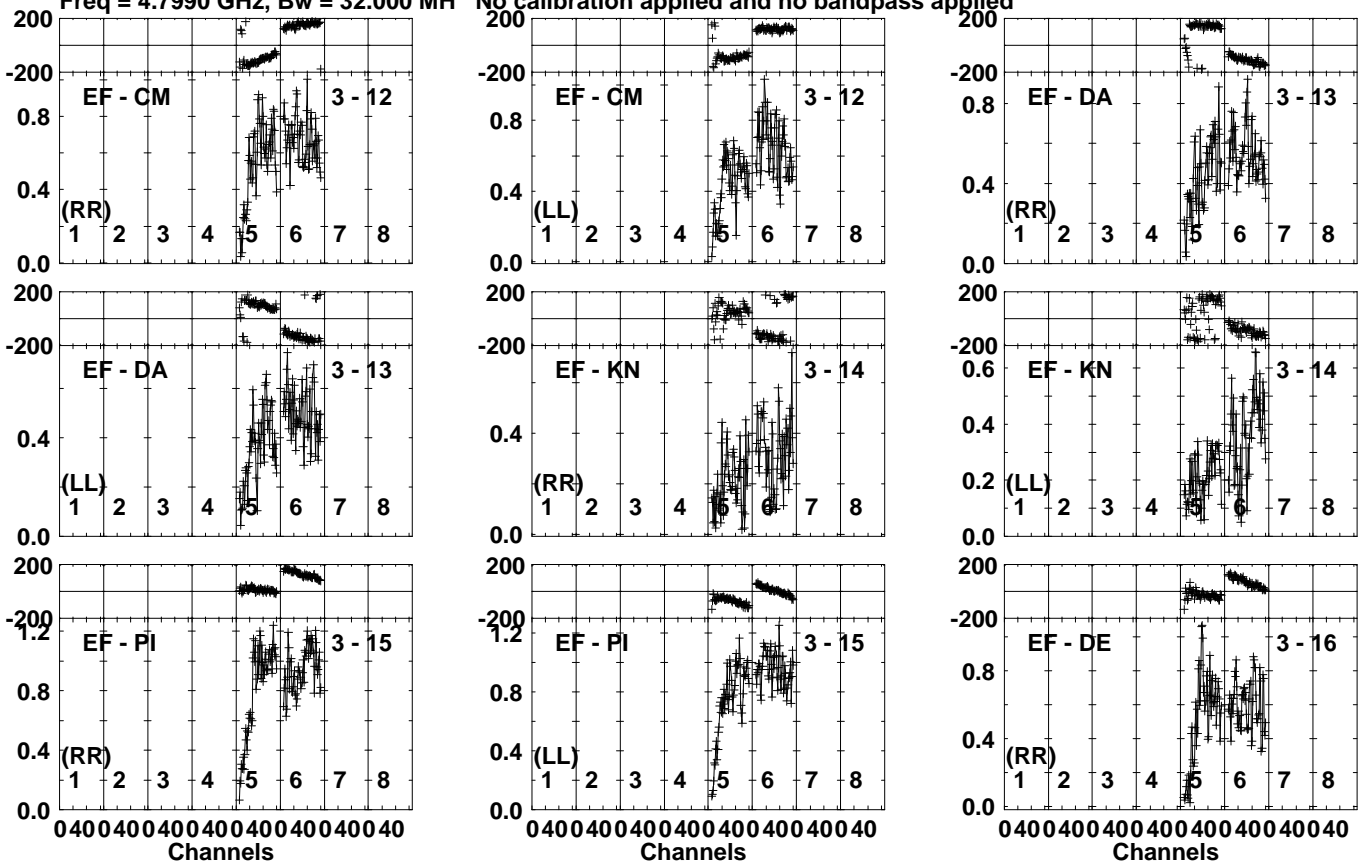 Freq = 4.7990 GHz, Bw = 32.000 MH No calibration applied and no bandpass applied
200 200 200
-200 -200 -200
EF - CM 3 - 12 EF - CM 3 - 12 EF - DA 3 - 13
0.8 0.8 0.8
0.4 0.4 0.4
(RR) (LL) (RR)
1 2 3 4 5 6 7 8 1 2 3 4 5 6 7 8 1 2 3 4 5 6 7 8
0.0 0.0 0.0
200 200 200
-200 -200 -200
EF - DA 3 - 13 EF - KN 3 - 14 EF - KN 3 - 14
0.6
0.4 0.4 0.4
0.2
(LL) (RR) (LL)
1 2 3 4 5 6 7 8 1 2 3 4 5 6 7 8 1 2 3 4 5 6 7 8
0.0 0.0 0.0
200 200 200
-200 -200 -200
1.2 1.2
EF - PI 3 - 15 EF - PI 3 - 15 EF - DE 3 - 16
0.8 0.8 0.8
0.4 0.4 0.4
(RR) (LL) (RR)
1 2 3 4 5 6 7 8 1 2 3 4 5 6 7 8 1 2 3 4 5 6 7 8
0.0 0.0 0.0
0 40 0 40 0 40 0 40 0 40 0 40 0 40 0 40 0 40 0 40 0 40 0 40 0 40 0 40 0 40 0 40 0 40 0 40 0 40 0 40 0 40 0 40 0 40 0 40
Channels Channels Channels